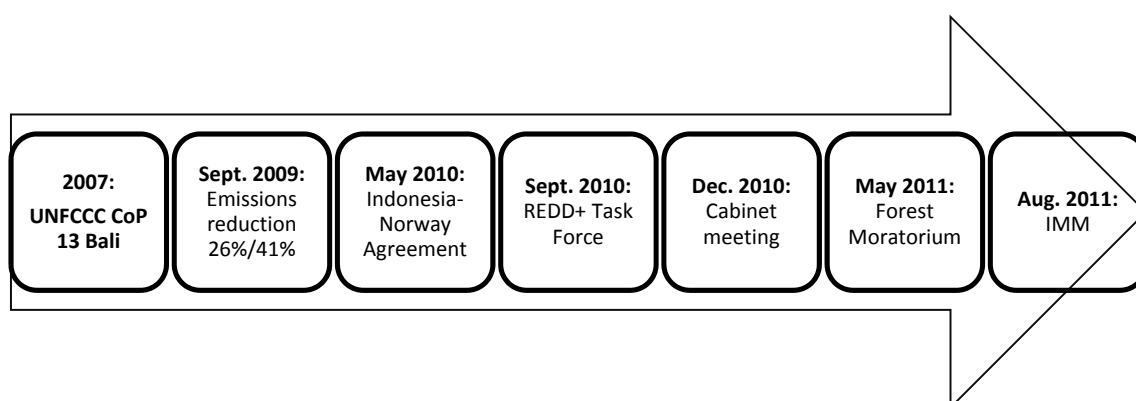 2007:
UNFCCC CoP
13 Bali
Sept. 2009:
Emissions
reduction
26%/41%
May 2010:
Indonesia-
Norway
Agreement
Sept. 2010:
REDD+ Task
Force
Dec. 2010:
Cabinet
meeting
May 2011:
Forest
Moratorium
Aug. 2011:
IMM